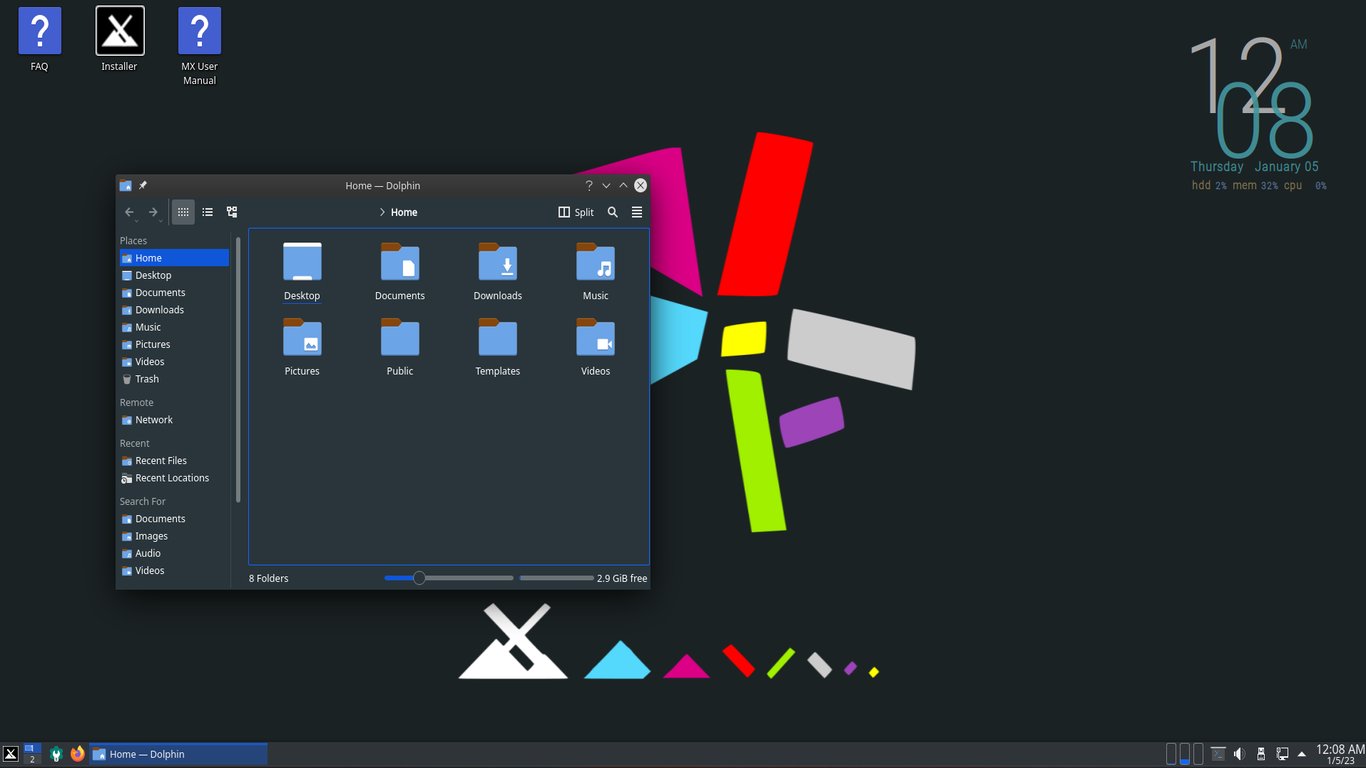 FAQ
Installer
MX User
Manual
12 AM
08
Thursday January 05
hdd 2% mem 32% cpu 0%
Home — Dolphin
Home
Split
Places
Home
Desktop
Documents
Downloads
Music
Pictures
Videos
Trash
Remote
Network
Recent
Recent Files
Recent Locations
Search For
Documents
Images
Audio
Videos
Desktop
Documents
Downloads
Music
Pictures
Public
Templates
Videos
8 Folders
2.9 GiB free
2
Home — Dolphin
12:08 AM
1/5/23